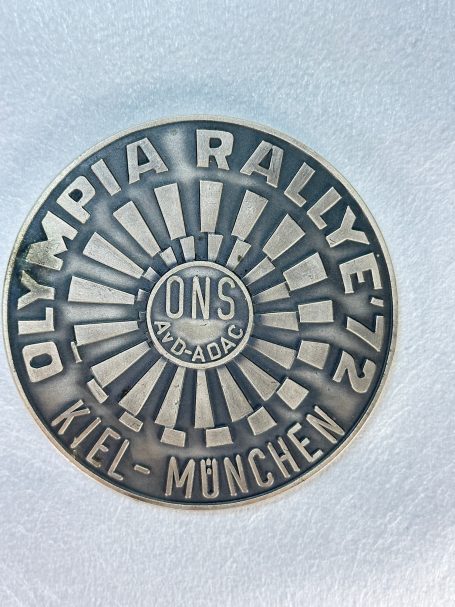 OLYMPIA RALLYE '72
ONS
AvD-ADAC
KIEL-MÜNCHEN